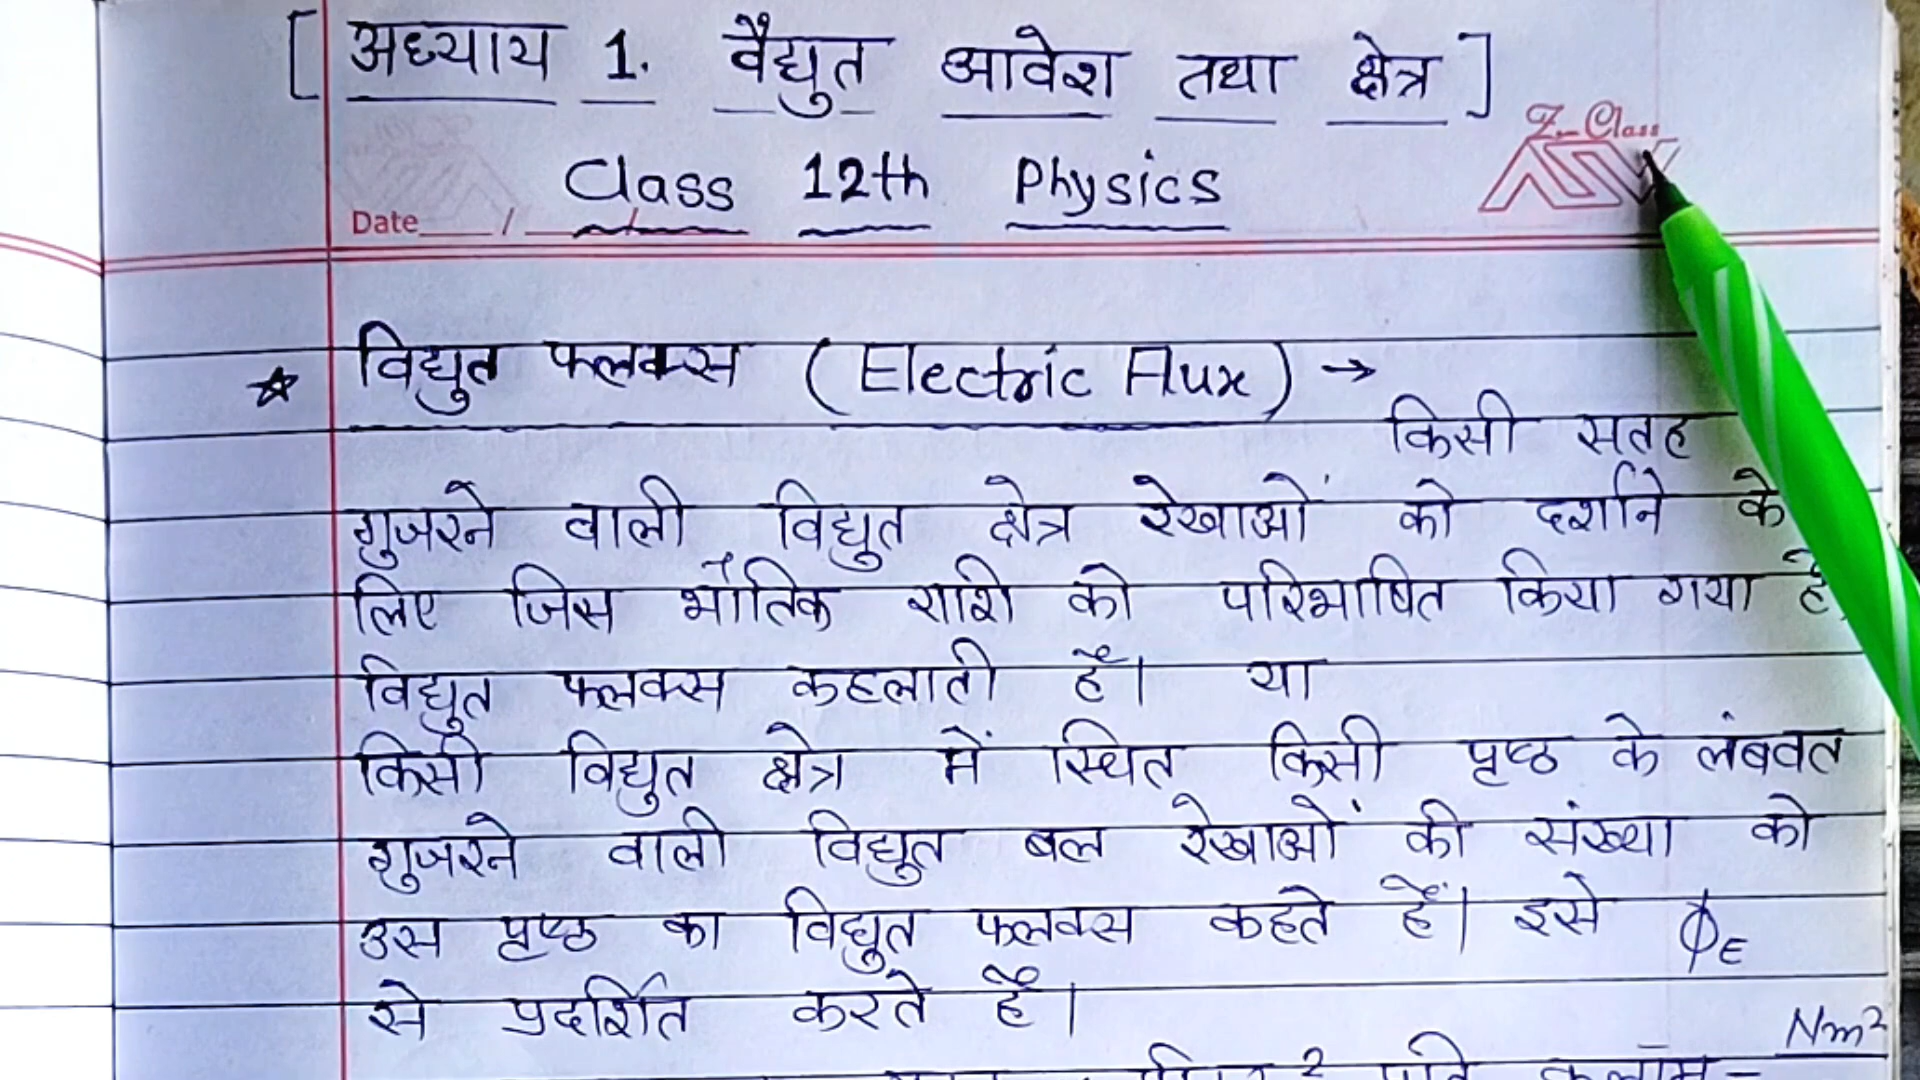 [ अध्याय 1. वैद्युत आवेश तथा क्षेत्र ]
Z-Class
Class 12th Physics
Date
विद्युत फ्लक्स (Electric Flux) →
किसी सतह
गुजरने वाली विद्युत क्षेत्र रेखाओं को दर्शाने के
लिए जिस भौतिक राशि को परिभाषित किया गया है
विद्युत फ्लक्स कहलाती है। या
किसी विद्युत क्षेत्र में स्थित किसी पृष्ठ के लंबवत
गुजरने वाली विद्युत बल रेखाओं की संख्या को
उस पृष्ठ का विद्युत फ्लक्स कहते हैं। इसे ϕE
से प्रदर्शित करते है।
Nm²